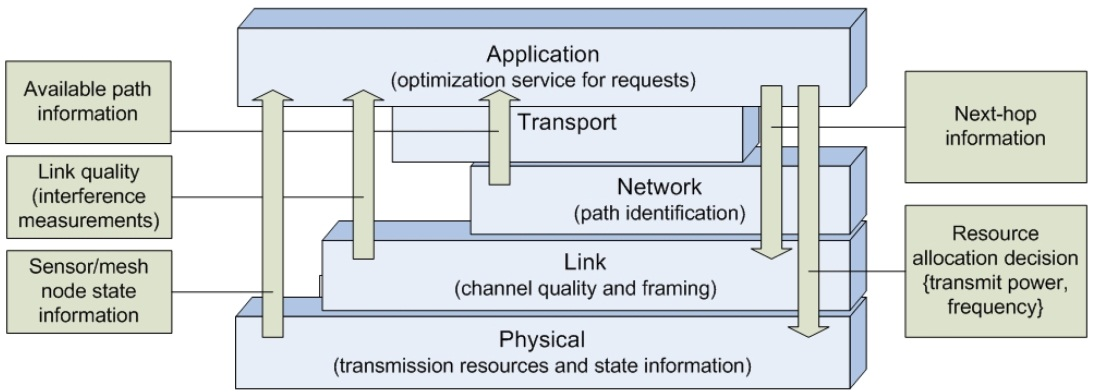 Application
(optimization service for requests)
Available path
information
Transport
Next-hop
information
Link quality
(interference
measurements)
Network
(path identification)
Sensor/mesh
node state
information
Link
(channel quality and framing)
Resource
allocation decision
{transmit power,
frequency}
Physical
(transmission resources and state information)